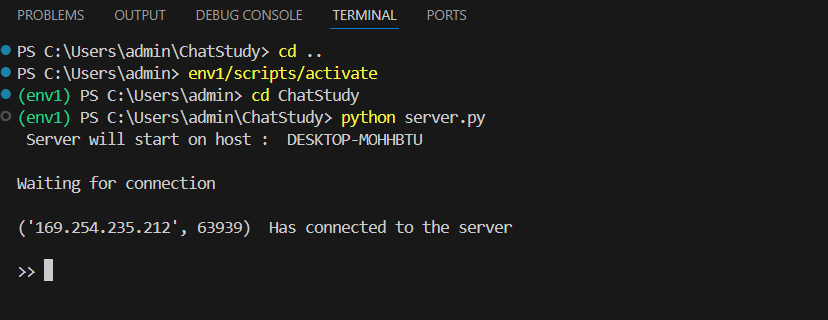 PROBLEMS OUTPUT DEBUG CONSOLE TERMINAL PORTS
PS C:\Users\admin\ChatStudy> cd ..
PS C:\Users\admin> env1/scripts/activate
(env1) PS C:\Users\admin> cd ChatStudy
(env1) PS C:\Users\admin\ChatStudy> python server.py
Server will start on host :  DESKTOP-MOHHBTU
Waiting for connection
('169.254.235.212', 63939)  Has connected to the server
>>